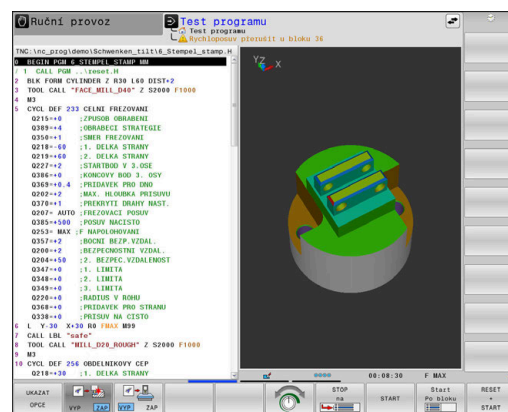 Ruční provoz
Test programu
Test programu
Rychloposuv přerušit u bloku 36
TNC:\nc_prog\demo\Schwenken_tilt\6_Stempel_stamp.H
0 BEGIN PGM 6_STEMPEL_STAMP MM
/ 1 CALL PGM ..\reset.H
2 BLK FORM CYLINDER Z R30 L60 DIST+2
3 TOOL CALL "FACE_MILL_D40" Z S2000 F1000
4 M3
5 CYCL DEF 233 CELNI FREZOVANI
Q215=+0 ;ZPUSOB OBRABENI
Q389=+4 ;OBRABECI STRATEGIE
Q350=+1 ;SMER FREZOVANI
Q218=-60 ;1. DELKA STRANY
Q219=+60 ;2. DELKA STRANY
Q227=+2 ;STARTBOD V 3.OSE
Q386=+0 ;KONCOVY BOD 3. OSY
Q369=+0.4 ;PRIDAVEK PRO DNO
Q202=+2 ;MAX. HLOUBKA PRISUVU
Q370=+1 ;PREKRYTI DRAHY NAST.
Q207= AUTO ;FREZOVACI POSUV
Q385=+500 ;POSUV NACISTO
Q253= MAX ;F NAPOLOHOVANI
Q357=+2 ;BOCNI BEZP.VZDAL.
Q200=+2 ;BEZPECNOSTNI VZDAL.
Q204=+50 ;2. BEZPEC.VZDALENOST
Q347=+0 ;1. LIMITA
Q348=+0 ;2. LIMITA
Q349=+0 ;3. LIMITA
Q220=+0 ;RADIUS V ROHU
Q368=+0 ;PRIDAVEK PRO STRANU
Q338=+0 ;PRISUV NA CISTO
6 L Y-30 X+30 R0 FMAX M99
7 CALL LBL "safe"
8 TOOL CALL "MILL_D20_ROUGH" Z S2000 F1000
9 M3
10 CYCL DEF 256 OBDELNIKOVY CEP
Q218=+30 ;1. DELKA STRANY
YZ X
00:08:30 F MAX
UKAZAT
OPCE
VYP ZAP
VYP ZAP
STOP
na
START
Start
Po bloku
RESET
+
START